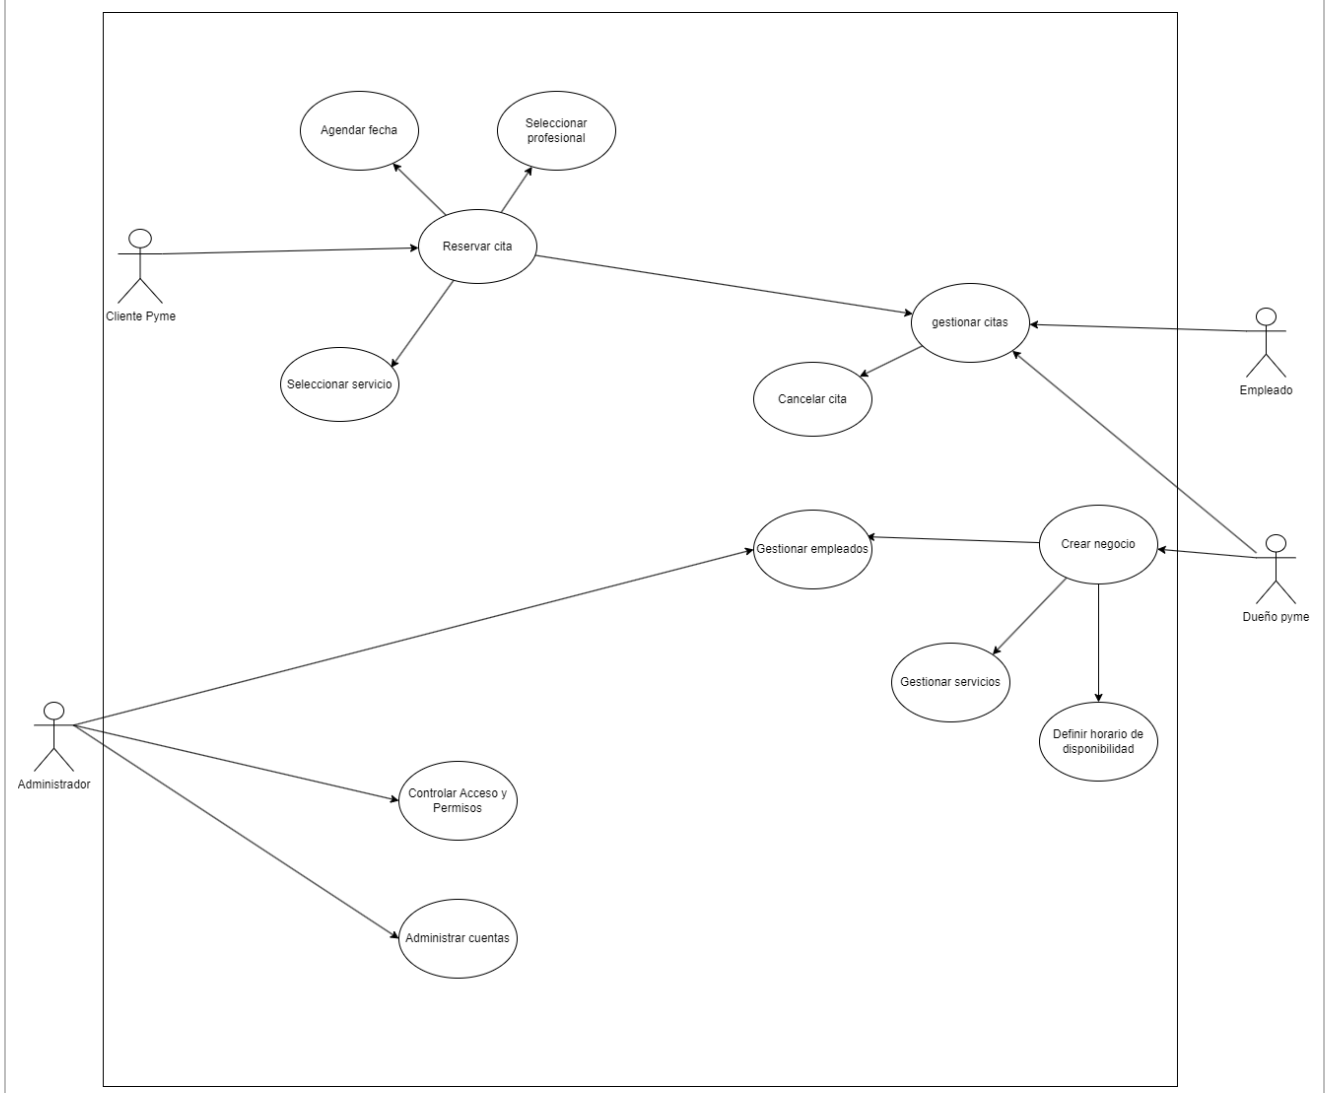 Agendar fecha
Seleccionar
profesional
Reservar cita
Cliente Pyme
gestionar citas
Empleado
Seleccionar servicio
Cancelar cita
Gestionar empleados
Crear negocio
Dueño pyme
Gestionar servicios
Definir horario de
disponibilidad
Administrador
Controlar Acceso y
Permisos
Administrar cuentas